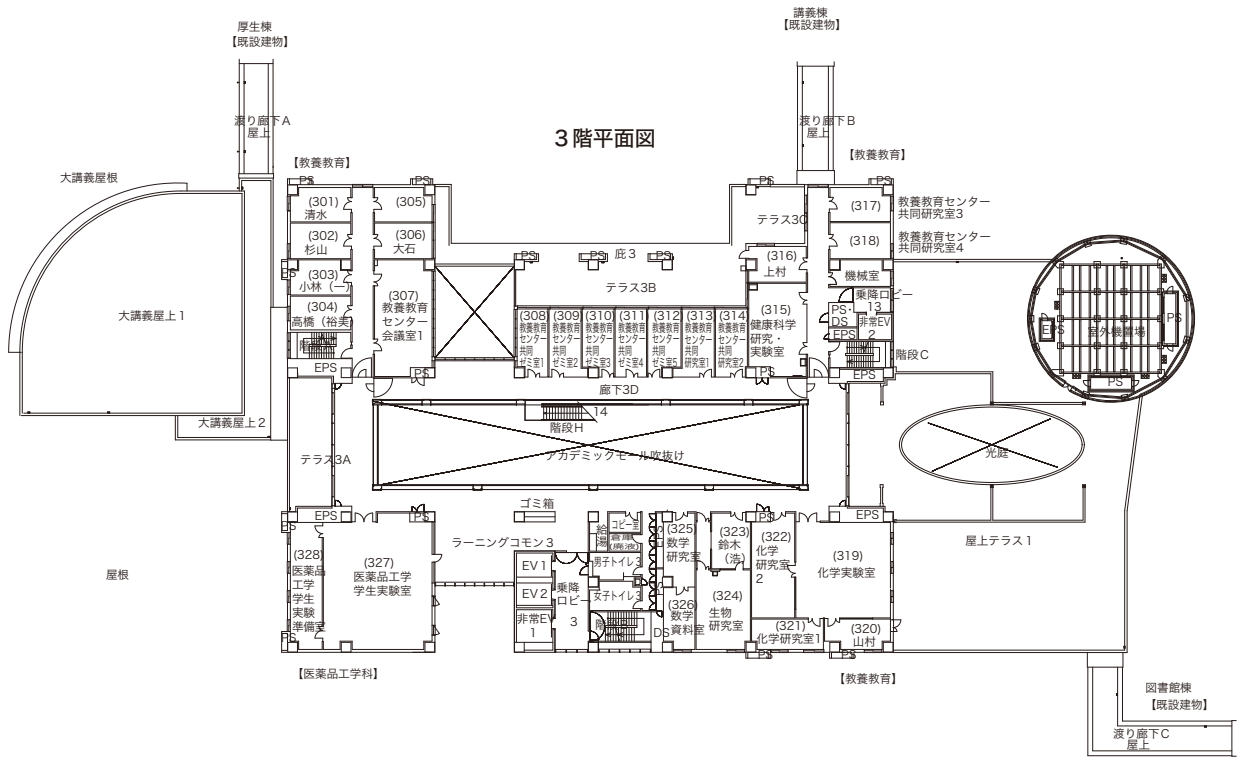 厚生棟
【既設建物】
講義棟
【既設建物】
渡り廊下A
屋上
渡り廊下B
屋上
3階平面図
【教養教育】
【教養教育】
大講義屋根
PS
PS
PS
PS
(301)
清水
(305)
(302)
杉山
(306)
大石
(303)
小林（一）
(304)
高橋（裕美）
(307)
教養教育
センター
会議室1
PS
EPS
PS
大講義屋上1
大講義屋上2
PS
PS
庇3
PS
テラス3B
テラス3C
(316)
上村
(315)
健康科学
研究・
実験室
PS
(317)
教養教育センター
共同研究室3
(318)
教養教育センター
共同研究室4
機械室
乗降ロビー
13
PS・
DS
非常EV
2
EPS
階段C
EPS
(308)
教養教育
センター
共同
ゼミ室1
(309)
教養教育
センター
共同
ゼミ室2
(310)
教養教育
センター
共同
ゼミ室3
(311)
教養教育
センター
共同
ゼミ室4
(312)
教養教育
センター
共同
ゼミ室5
(313)
教養教育
センター
共同
研究室1
(314)
教養教育
センター
共同
研究室2
EPS
室外機置場
PS
PS
廊下3D
14
階段H
アカデミックモール吹抜け
テラス3A
光庭
屋上テラス1
屋根
EPS
PS
PS
PS
(328)
医薬品
工学
学生
実験
準備室
(327)
医薬品工学
学生実験室
ラーニングコモン3
ゴミ箱
EV1
EV2
非常EV
1
乗降
ロビー
3
給湯
コピー室
倉庫
(廃液)
男子トイレ3
女子トイレ3
EPS
DS
(325)
数学
研究室
(326)
数学
資料室
(323)
鈴木
（浩）
(324)
生物
研究室
PS
(322)
化学
研究室
2
(321)
化学研究室1
EPS
(319)
化学実験室
(320)
山村
PS
PS
【医薬品工学科】
【教養教育】
図書館棟
【既設建物】
渡り廊下C
屋上